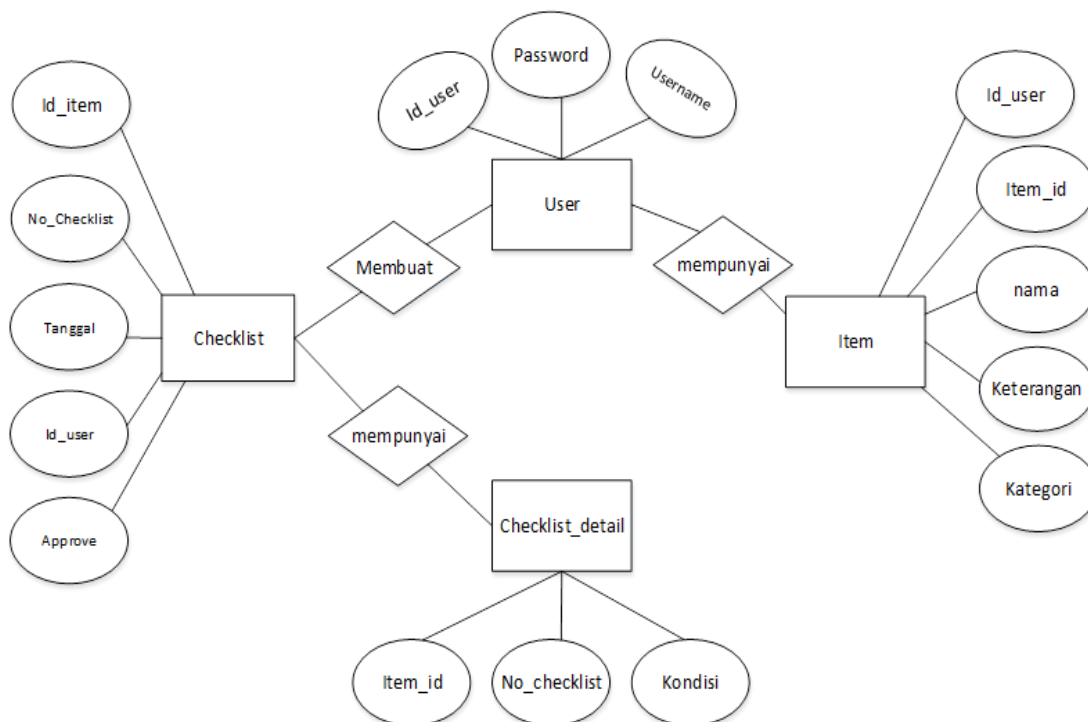 Password
Id_user
Username
Id_item
Id_user
Item_id
No_Checklist
User
Membuat
mempunyai
nama
Tanggal
Checklist
Item
Keterangan
Id_user
mempunyai
Kategori
Approve
Checklist_detail
Item_id
No_checklist
Kondisi